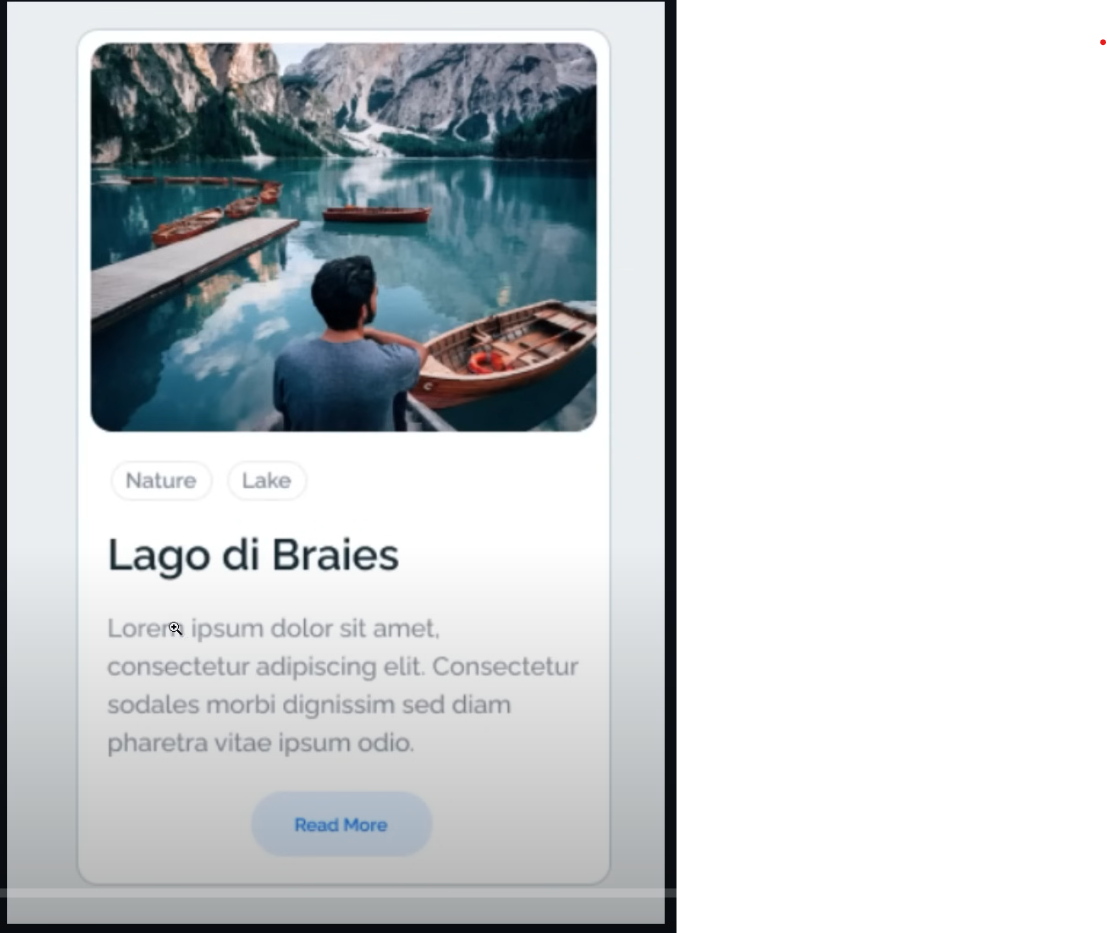 Nature Lake
Lago di Braies
Lorem ipsum dolor sit amet,
consectetur adipiscing elit. Consectetur
sodales morbi dignissim sed diam
pharetra vitae ipsum odio.
Read More